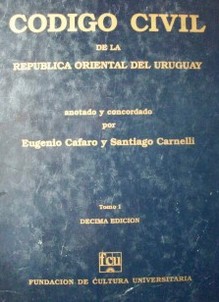 CODIGO CIVIL
DE LA
REPUBLICA ORIENTAL DEL URUGUAY
anotado y concordado
por
Eugenio Cafaro y Santiago Carnelli
Tomo I
DECIMA EDICION
fcu
FUNDACION DE CULTURA UNIVERSITARIA